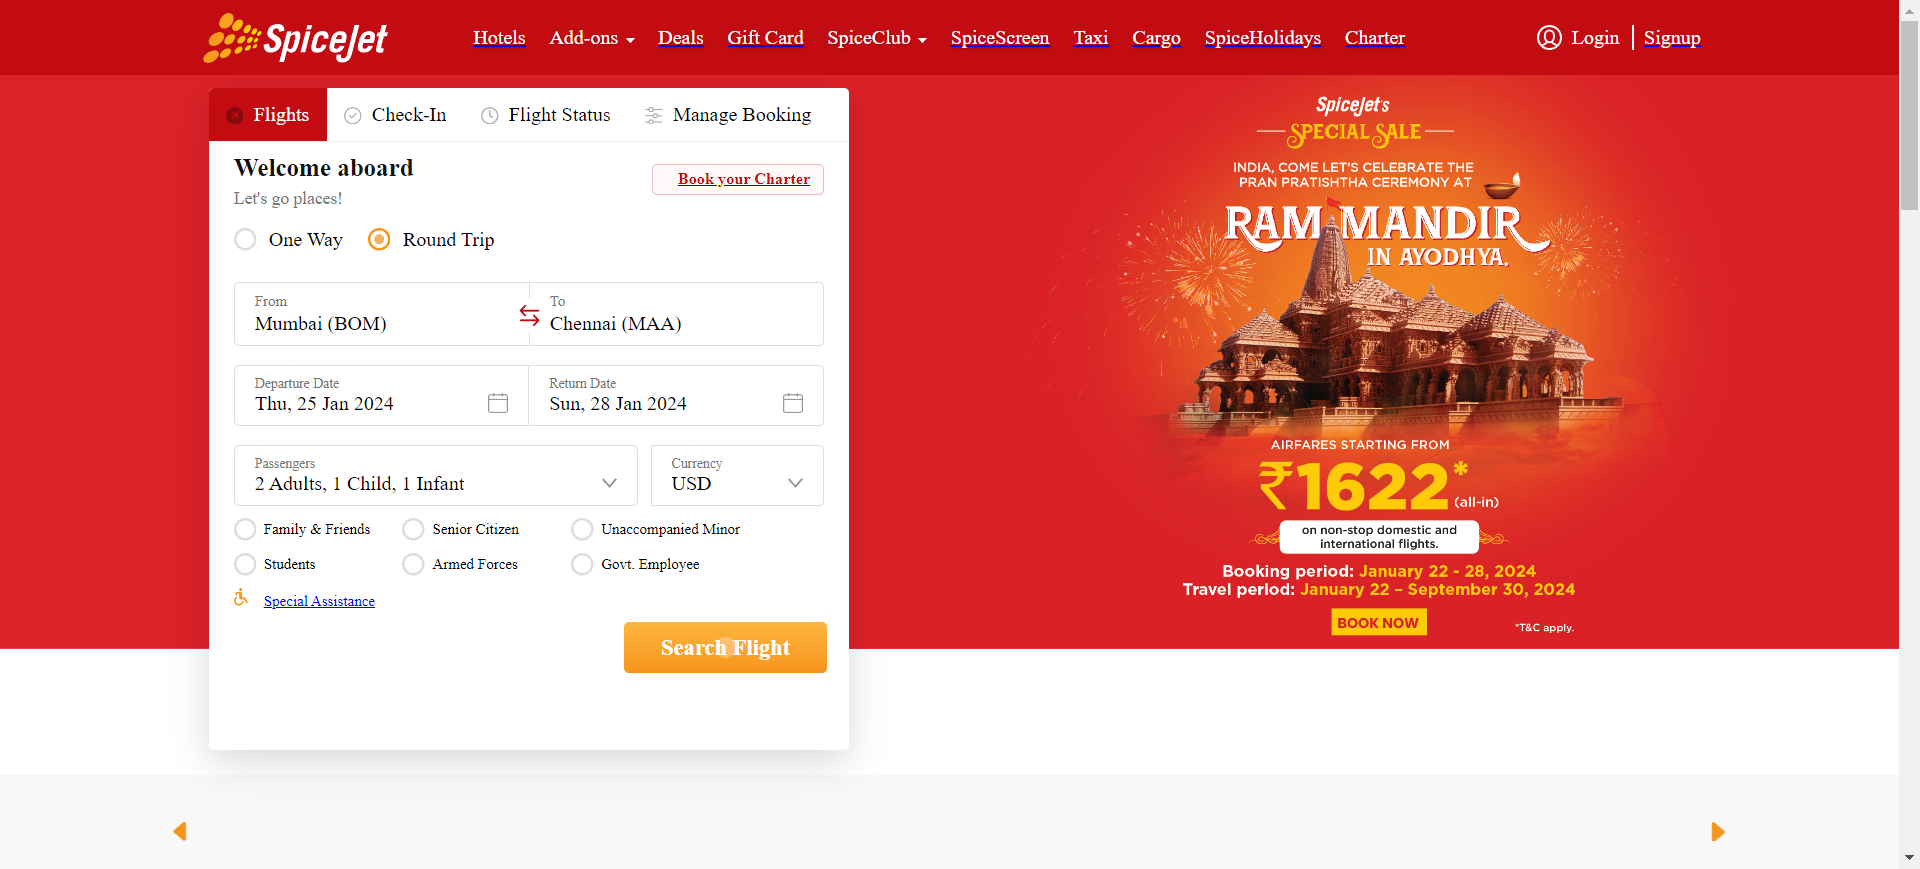 SpiceJet
Hotels Add-ons Deals Gift Card SpiceClub SpiceScreen Taxi Cargo SpiceHolidays Charter
Login Signup
Flights Check-In Flight Status Manage Booking
Welcome aboard
Book your Charter
Let's go places!
One Way Round Trip
From To
Mumbai (BOM) Chennai (MAA)
Departure Date Return Date
Thu, 25 Jan 2024 Sun, 28 Jan 2024
Passengers Currency
2 Adults, 1 Child, 1 Infant USD
Family & Friends Senior Citizen Unaccompanied Minor
Students Armed Forces Govt. Employee
Special Assistance
Search Flight
SpiceJet's
SPECIAL SALE
INDIA, COME LET'S CELEBRATE THE
PRAN PRATISHTHA CEREMONY AT
RAM MANDIR
IN AYODHYA.
AIRFARES STARTING FROM
₹1622*
(all-in)
on non-stop domestic and
international flights.
Booking period: January 22 - 28, 2024
Travel period: January 22 – September 30, 2024
BOOK NOW
*T&C apply.